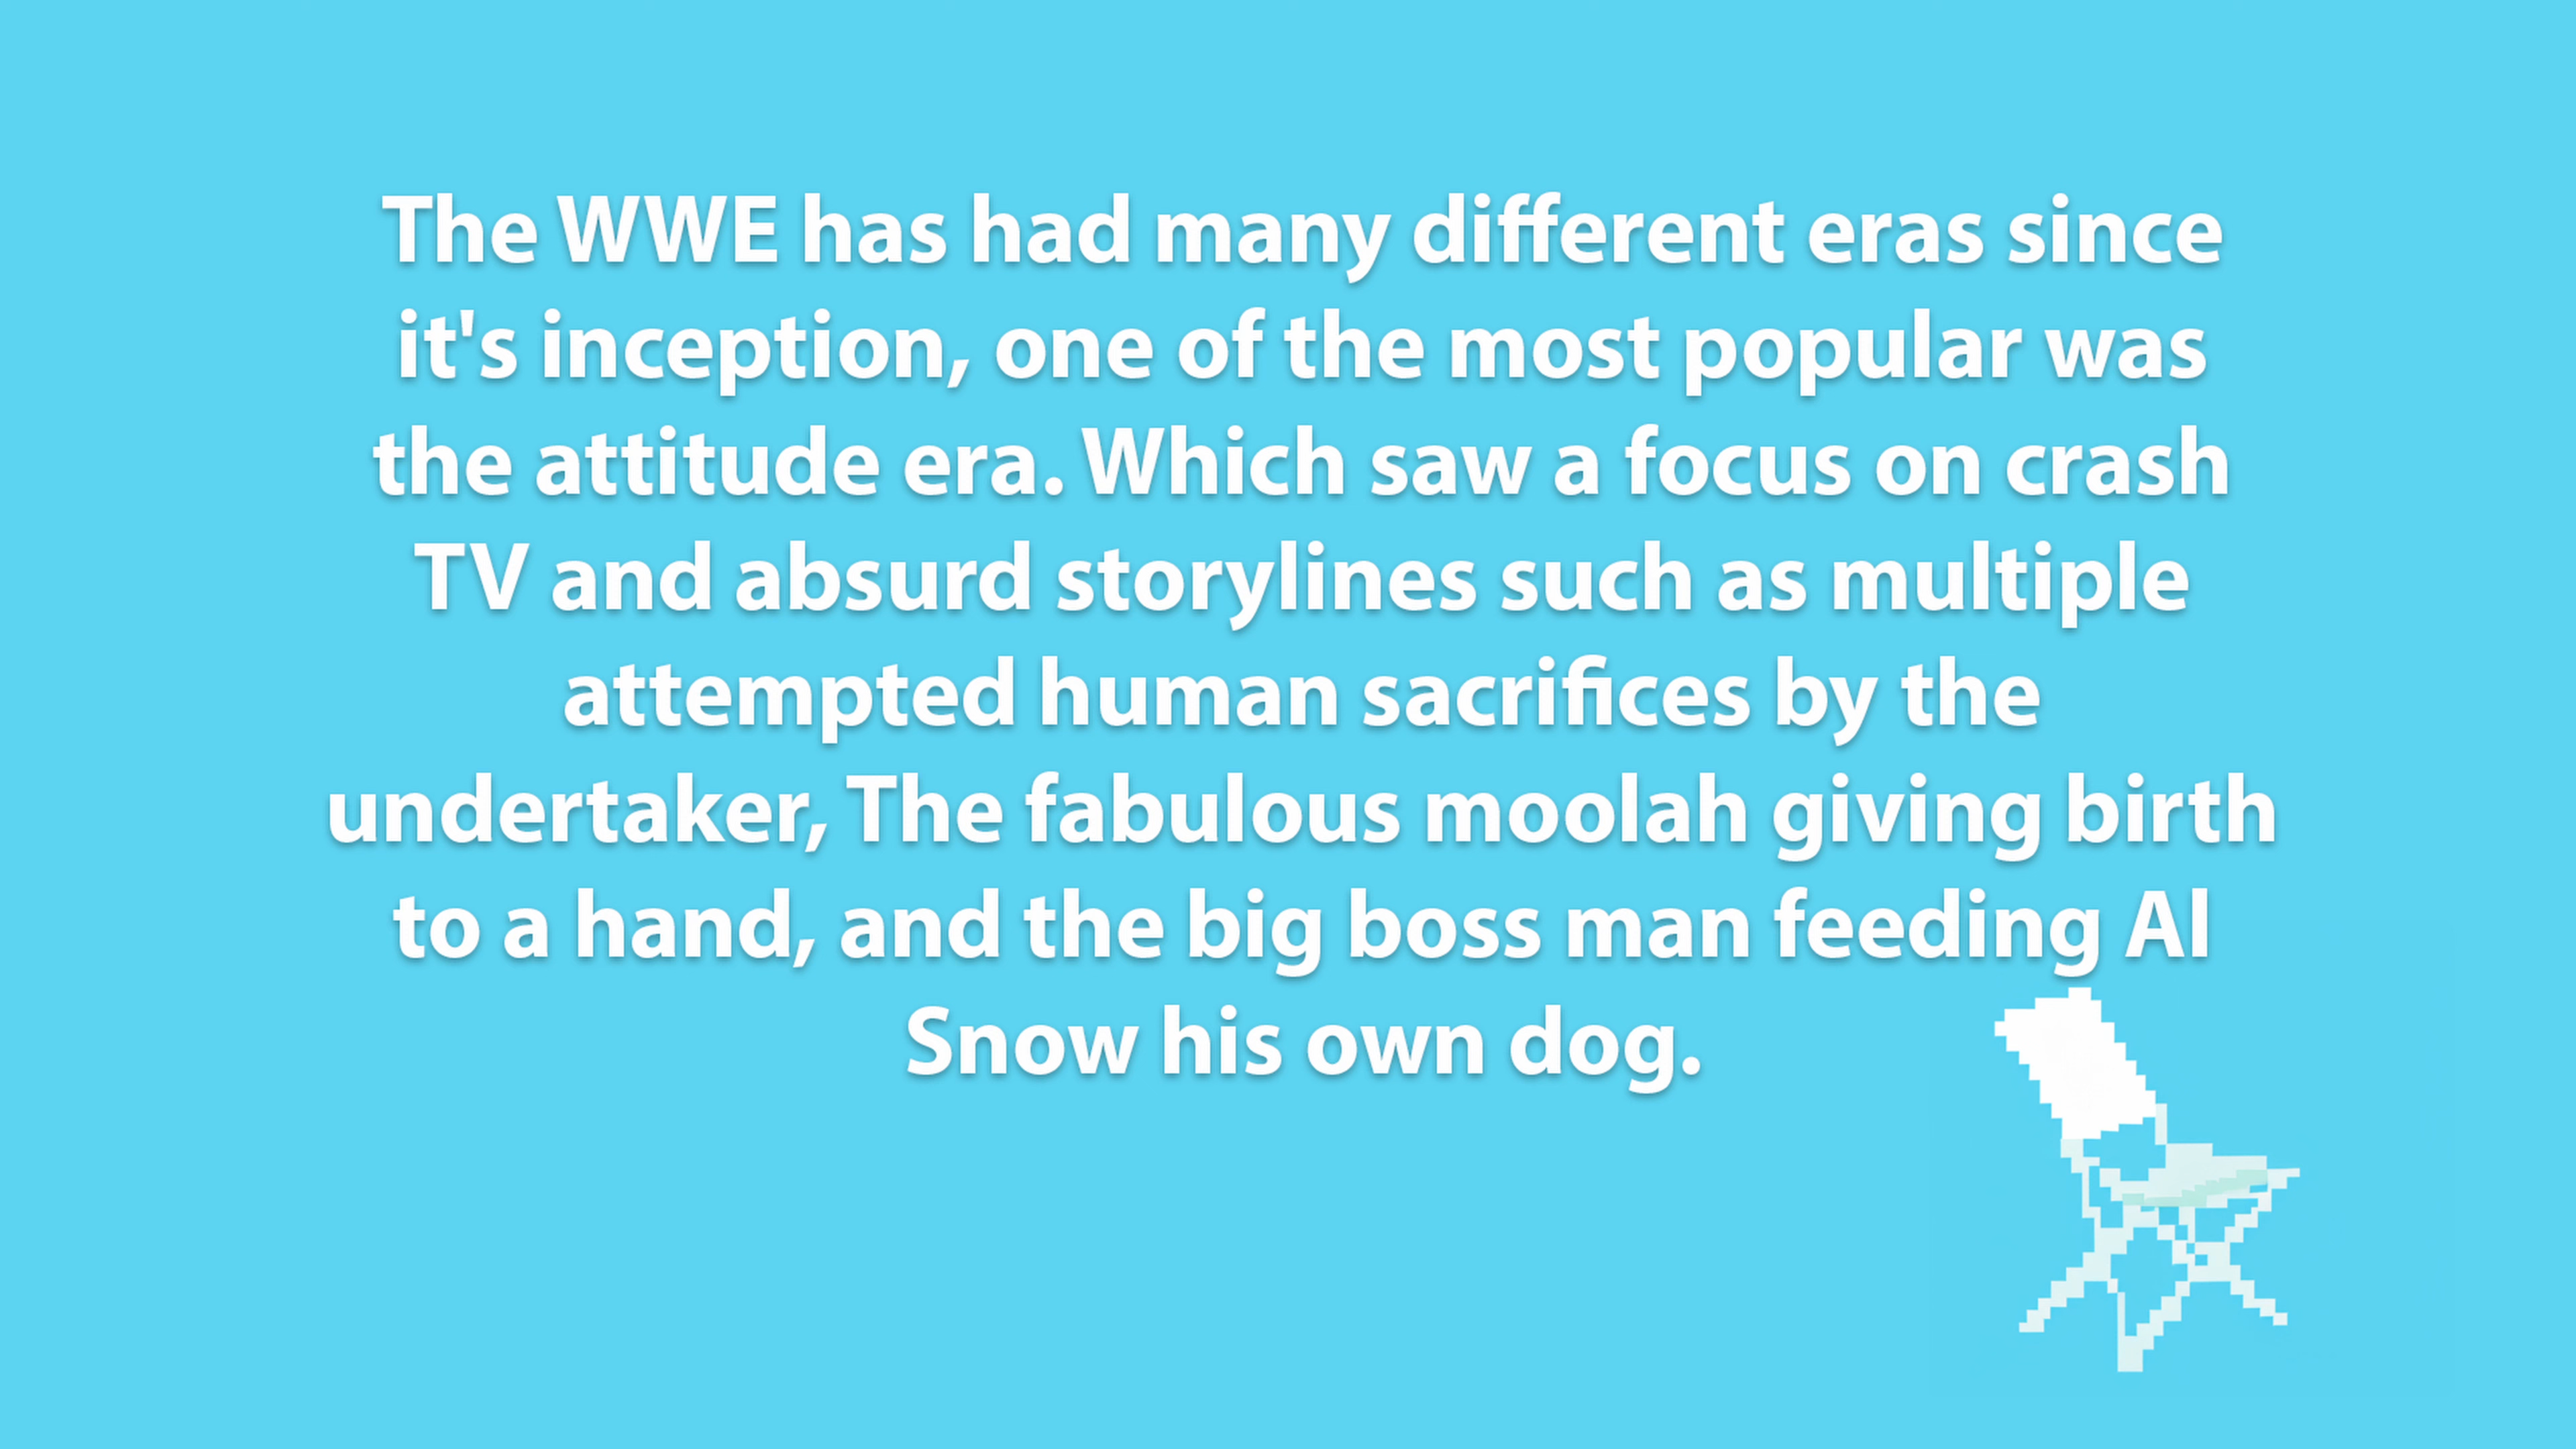 The WWE has had many different eras since
it's inception, one of the most popular was
the attitude era. Which saw a focus on crash
TV and absurd storylines such as multiple
attempted human sacrifices by the
undertaker, The fabulous moolah giving birth
to a hand, and the big boss man feeding Al
Snow his own dog.